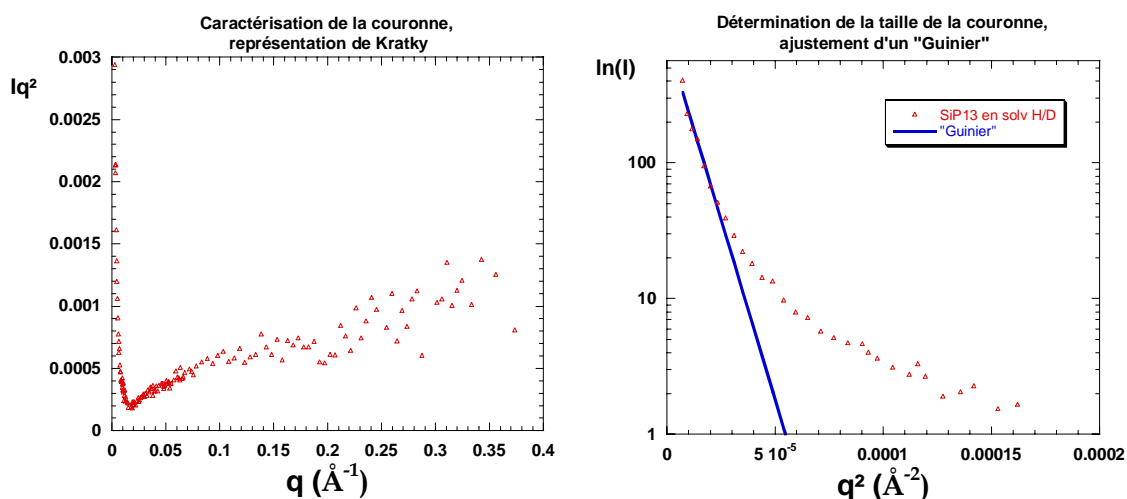 Caractérisation de la couronne,
représentation de Kratky
Iq²
0.003
0.0025
0.002
0.0015
0.001
0.0005
0
0 0.05 0.1 0.15 0.2 0.25 0.3 0.35 0.4
q (Å⁻¹)
Détermination de la taille de la couronne,
ajustement d'un "Guinier"
ln(I)
SiP13 en solv H/D
"Guinier"
100
10
1
0 5 10⁻⁵ 0.0001 0.00015 0.0002
q² (Å⁻²)